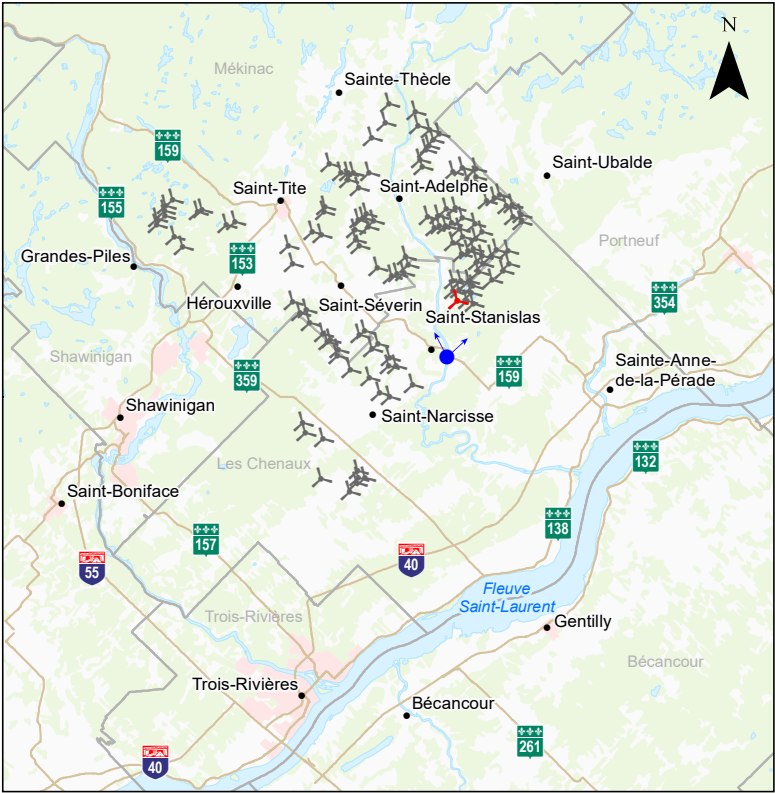 N
Mékinac
Sainte-Thècle
159
Saint-Ubalde
Saint-Tite
Saint-Adelphe
155
Portneuf
Grandes-Piles
153
Hérouxville
Saint-Séverin
354
Saint-Stanislas
Shawinigan
359
159
Sainte-Anne-
de-la-Pérade
Shawinigan
Saint-Narcisse
Les Chenaux
132
Saint-Boniface
138
157
55
40
Fleuve
Saint-Laurent
Trois-Rivières
Gentilly
Bécancour
Trois-Rivières
Bécancour
261
40